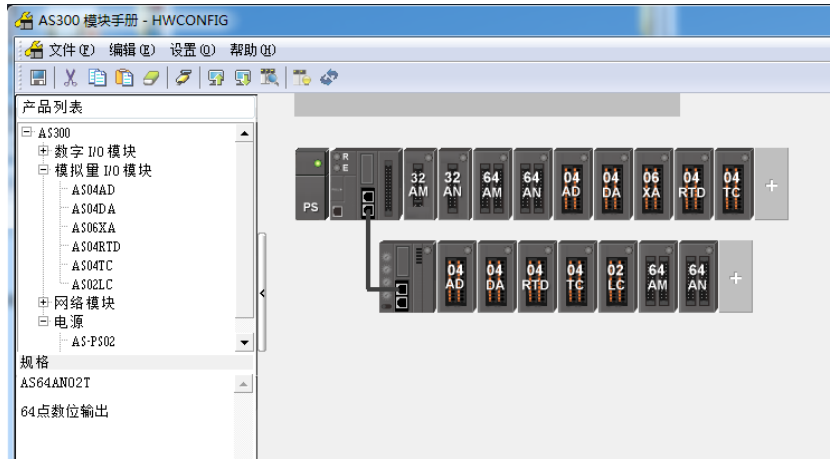 AS300 模块手册 - HWCONFIG
文件(F) 编辑(E) 设置(O) 帮助(H)
产品列表
AS300
数字 I/O 模块
模拟量 I/O 模块
AS04AD
AS04DA
AS06XA
AS04RTD
AS04TC
AS02LC
网络模块
电源
AS-PS02
规格
AS64AN02T
64点数位输出
PS
R
E
32 AM
32 AN
64 AM
64 AN
04 AD
04 DA
06 XA
04 RTD
04 TC
+
04 AD
04 DA
04 RTD
04 TC
02 LC
64 AM
64 AN
+